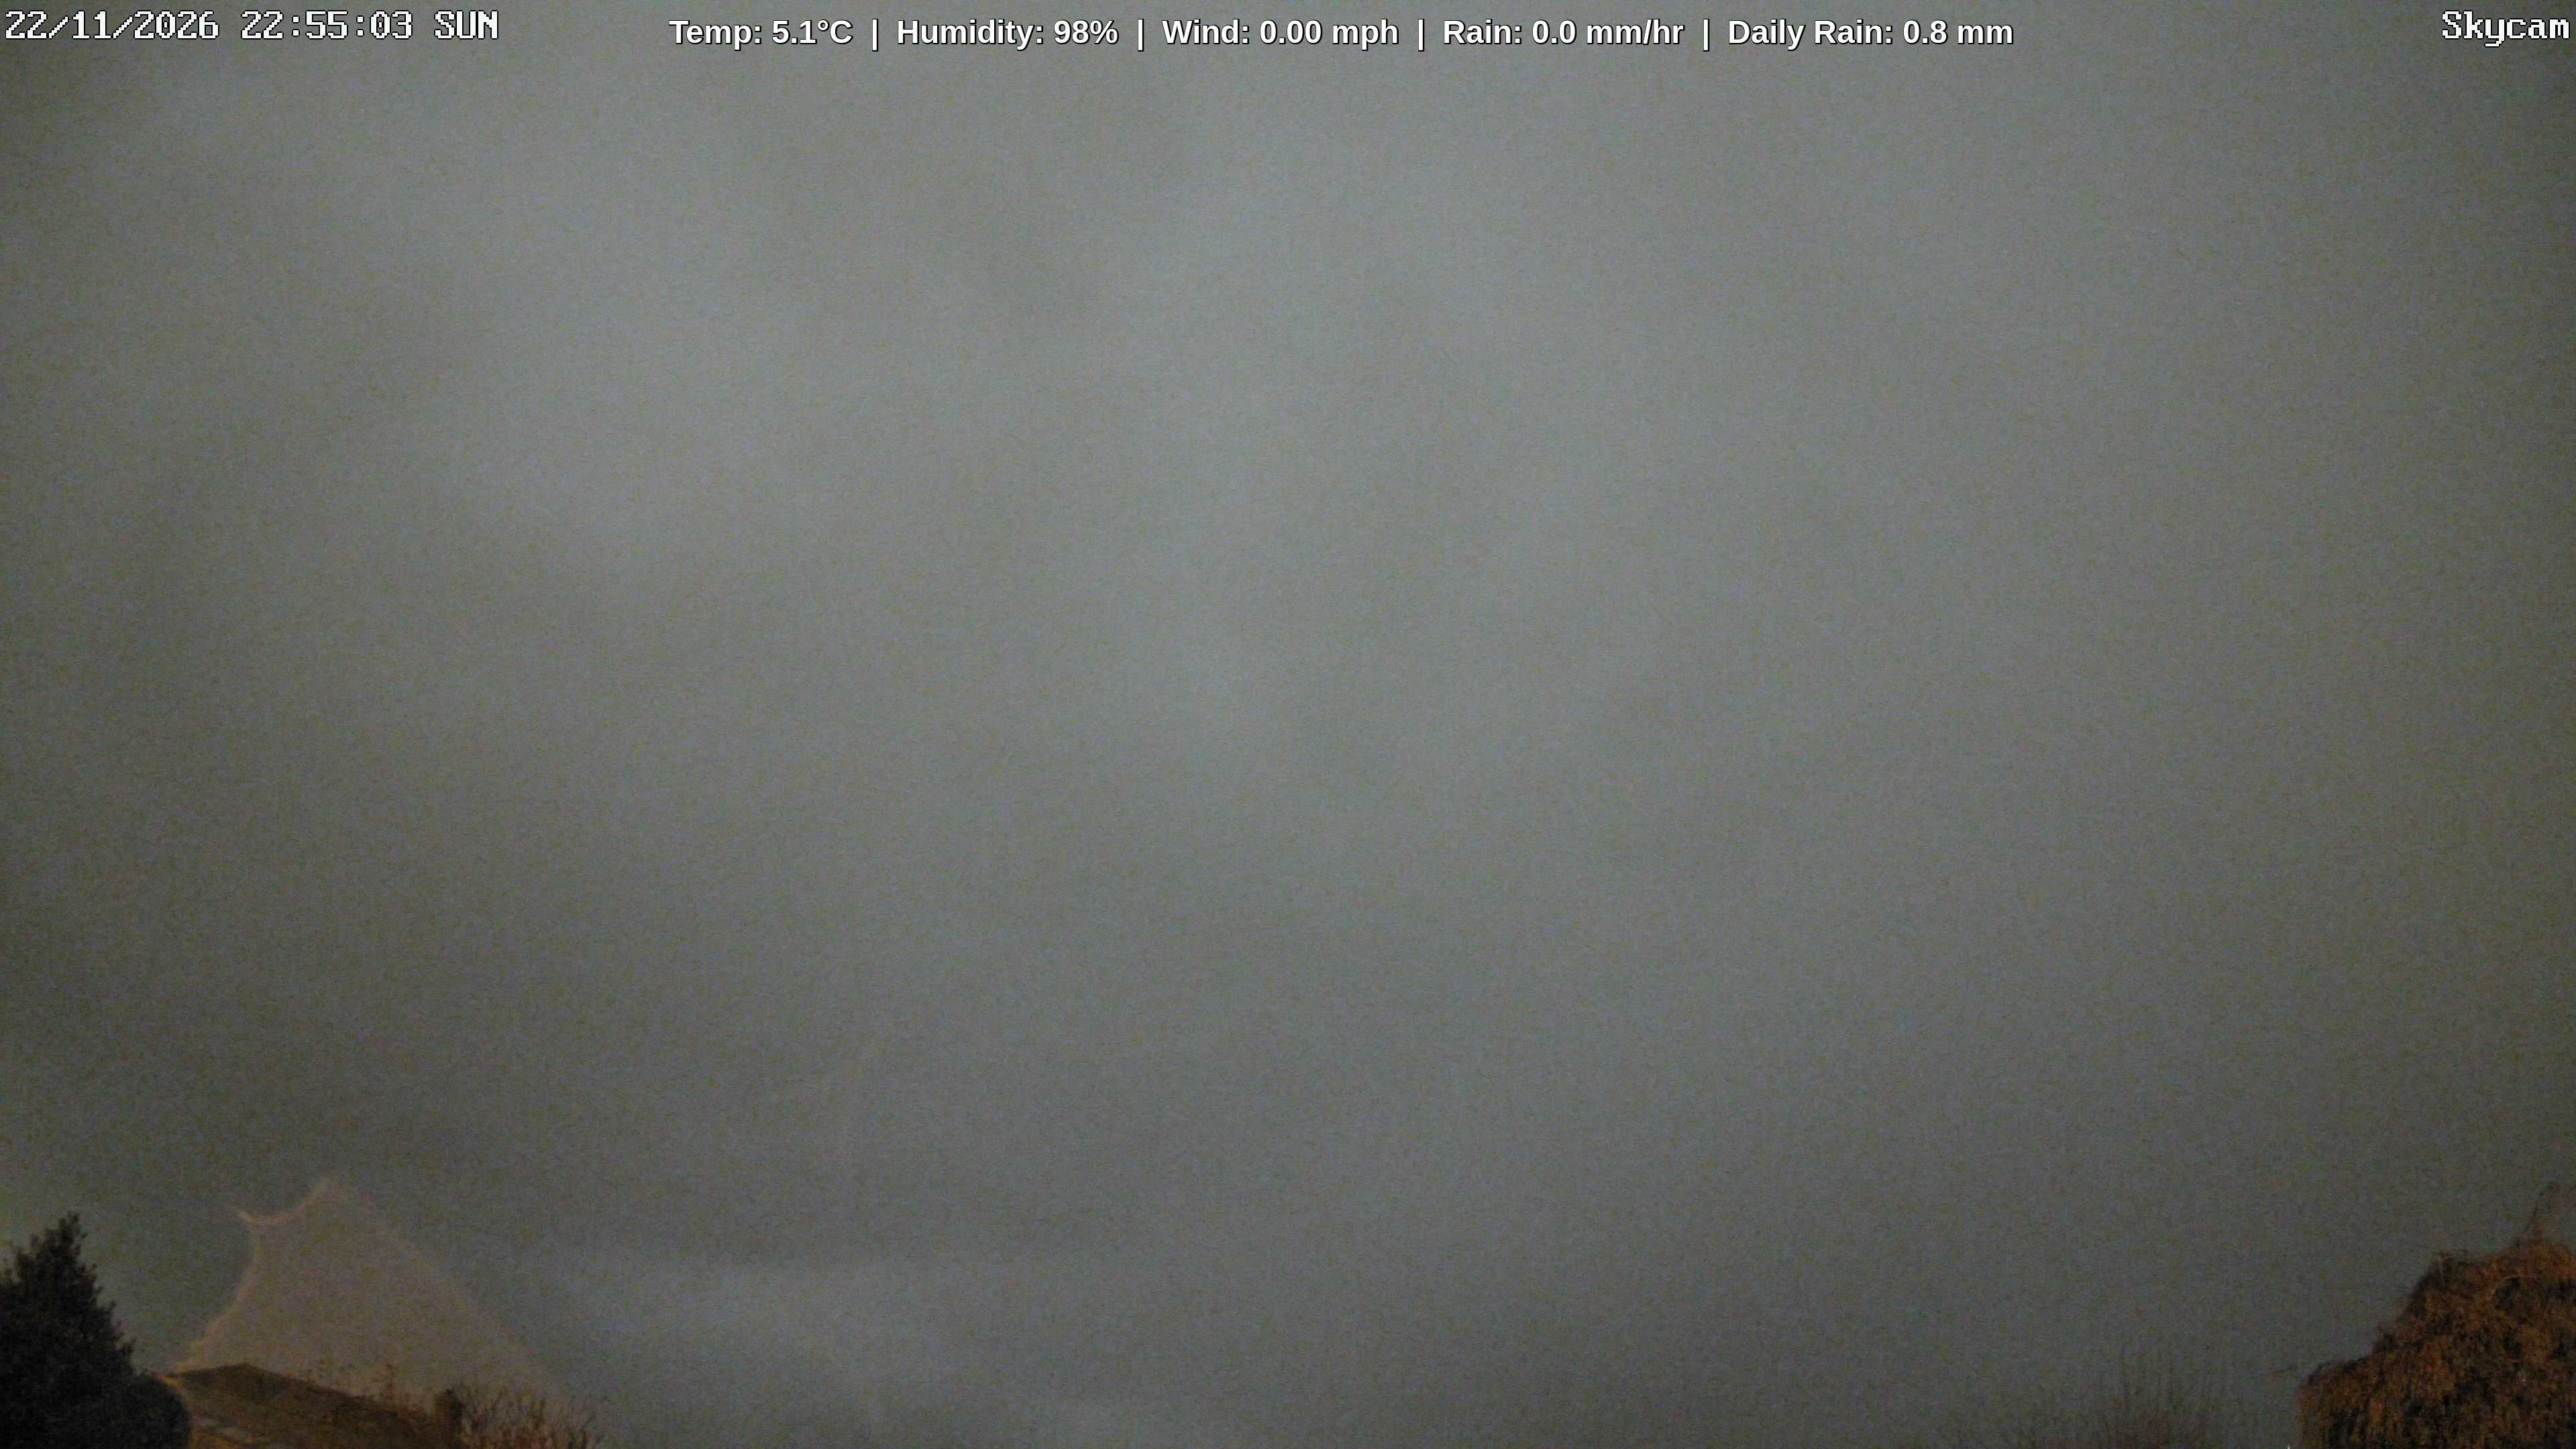 22/11/2026 22:55:03 SUN
Temp: 5.1°C | Humidity: 98% | Wind: 0.00 mph | Rain: 0.0 mm/hr | Daily Rain: 0.8 mm
Skycam